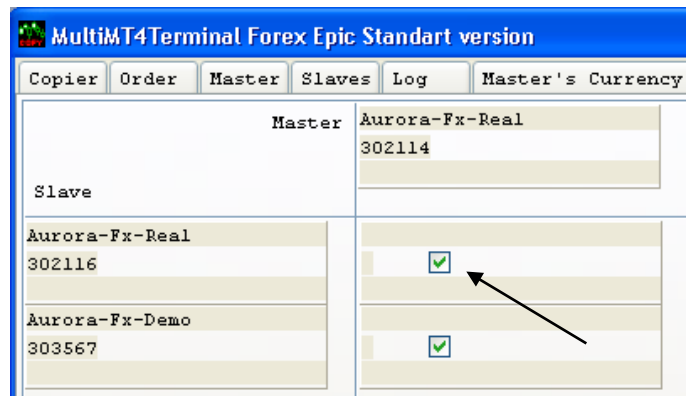 COPY MultiMT4Terminal Forex Epic Standart version
Copier Order Master Slaves Log Master's Currency
Master Aurora-Fx-Real
302114
Slave
Aurora-Fx-Real
302116
Aurora-Fx-Demo
303567